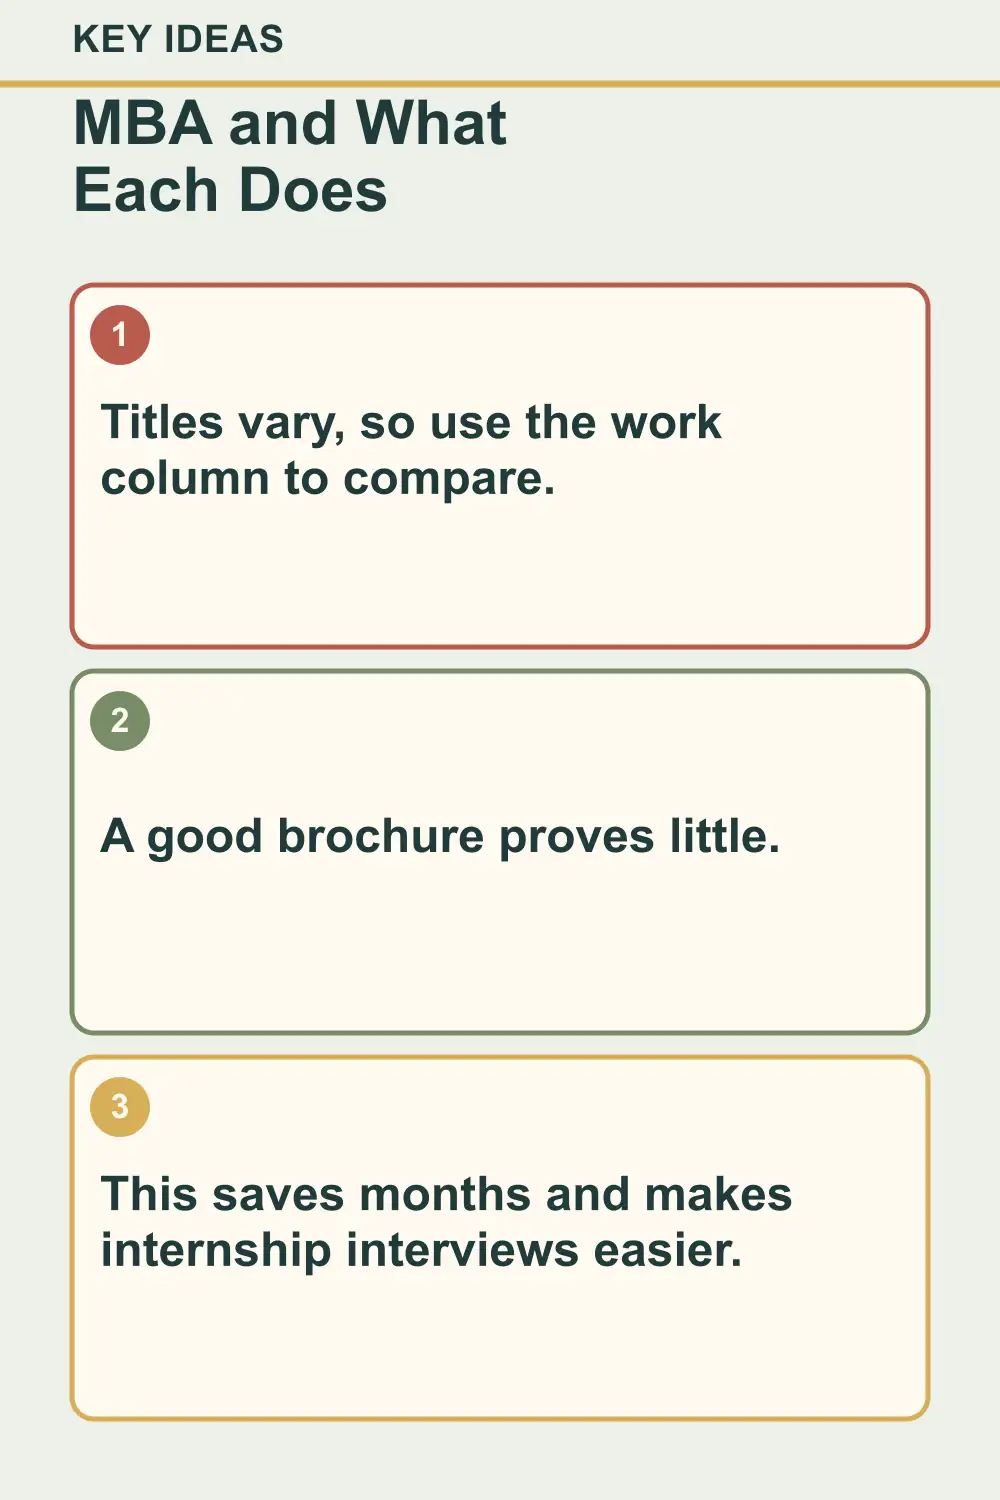 KEY IDEAS
MBA and What
Each Does
1
Titles vary, so use the work
column to compare.
2
A good brochure proves little.
3
This saves months and makes
internship interviews easier.